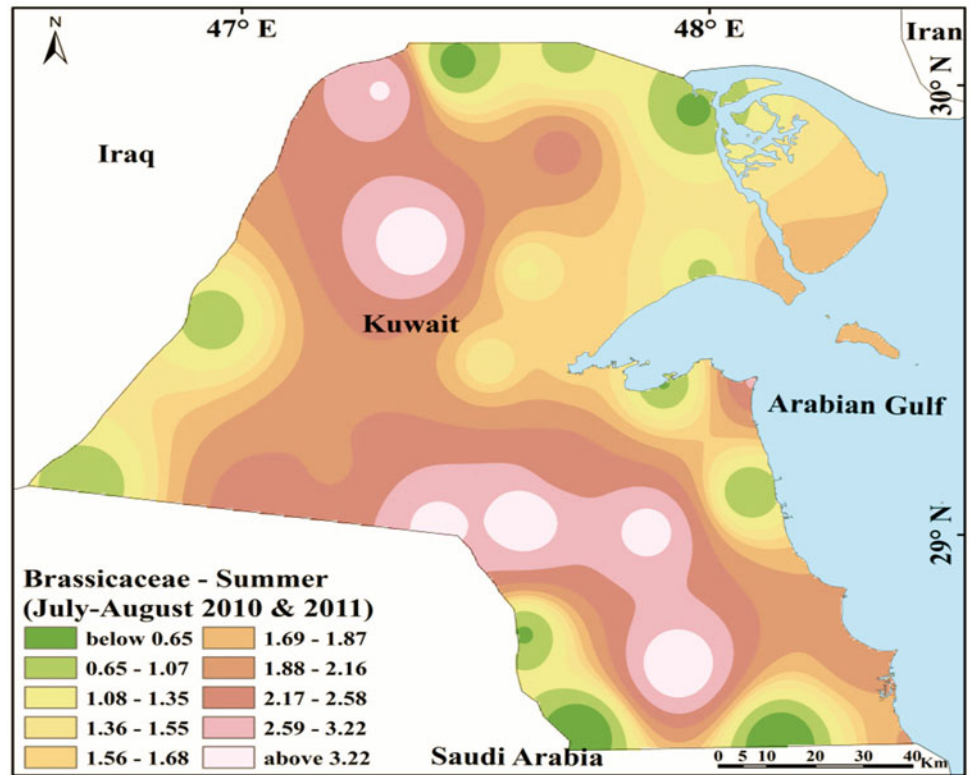 N
47° E
48° E
Iran
30° N
Iraq
Kuwait
Arabian Gulf
29° N
Brassicaceae - Summer
(July-August 2010 & 2011)
below 0.65
0.65 - 1.07
1.08 - 1.35
1.36 - 1.55
1.56 - 1.68
1.69 - 1.87
1.88 - 2.16
2.17 - 2.58
2.59 - 3.22
above 3.22
Saudi Arabia
0 5 10 20 30 40
Km